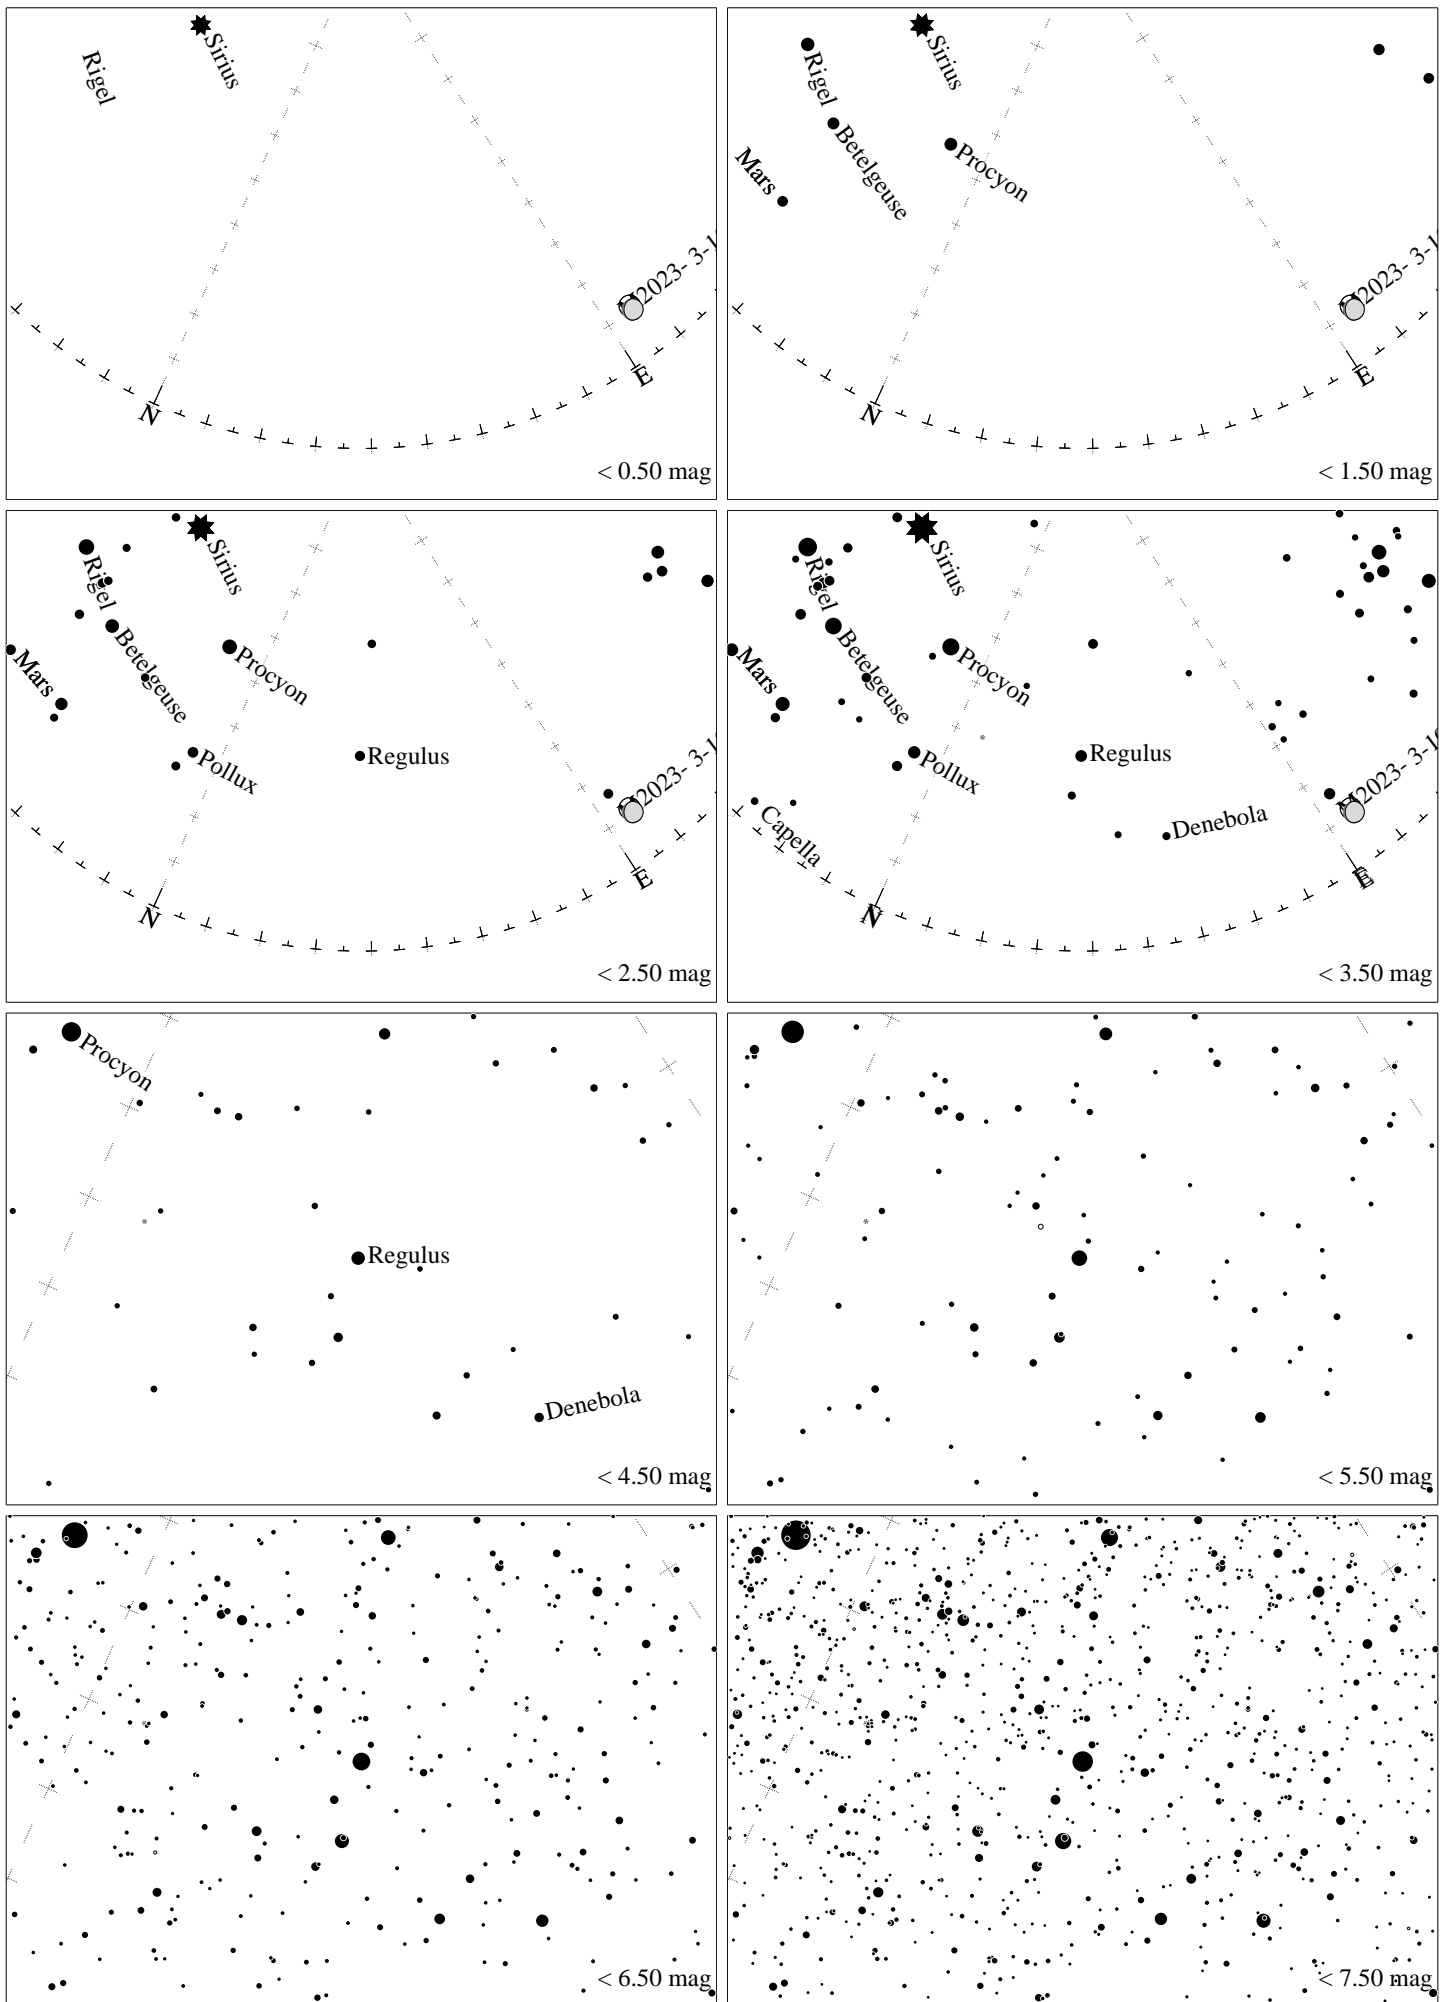 Sirius
Rigel
2023- 3-1
N
E
< 0.50 mag
Sirius
Rigel
Betelgeuse
Mars
Procyon
2023- 3-1
N
E
< 1.50 mag
Sirius
Rigel
Betelgeuse
Procyon
Mars
Pollux
Regulus
2023- 3-1
N
E
< 2.50 mag
Sirius
Rigel
Betelgeuse
Procyon
Mars
Pollux
Regulus
2023- 3-1
Capella
Denebola
N
E
< 3.50 mag
Procyon
Regulus
Denebola
< 4.50 mag
< 5.50 mag
< 6.50 mag
< 7.50 mag